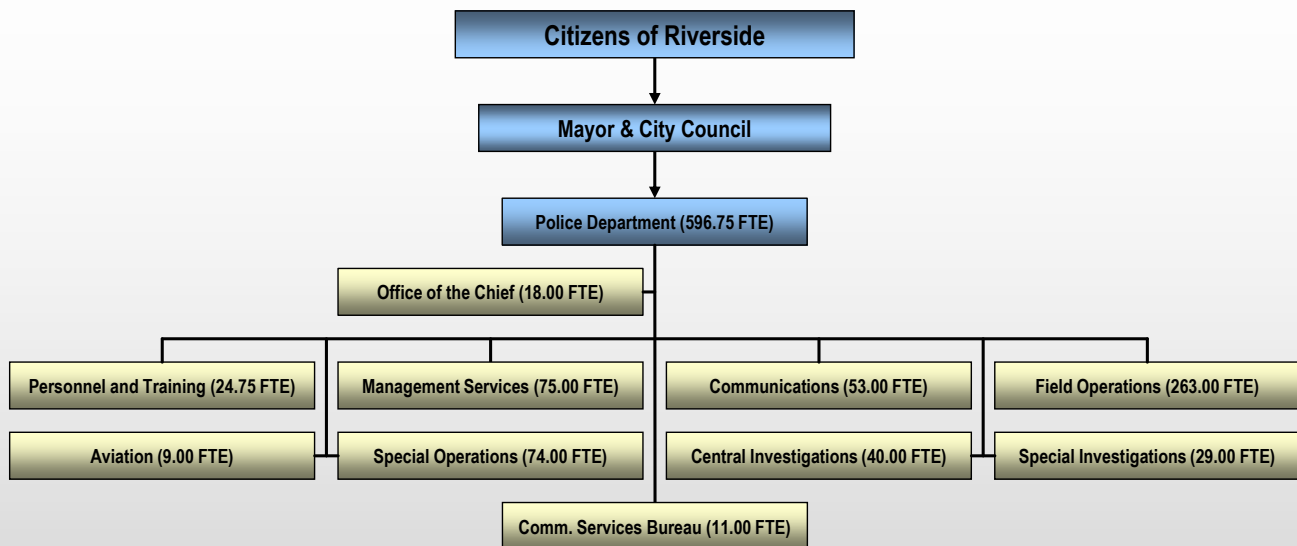 Citizens of Riverside
Mayor & City Council
Police Department (596.75 FTE)
Office of the Chief (18.00 FTE)
Personnel and Training (24.75 FTE)
Management Services (75.00 FTE)
Communications (53.00 FTE)
Field Operations (263.00 FTE)
Aviation (9.00 FTE)
Special Operations (74.00 FTE)
Central Investigations (40.00 FTE)
Special Investigations (29.00 FTE)
Comm. Services Bureau (11.00 FTE)